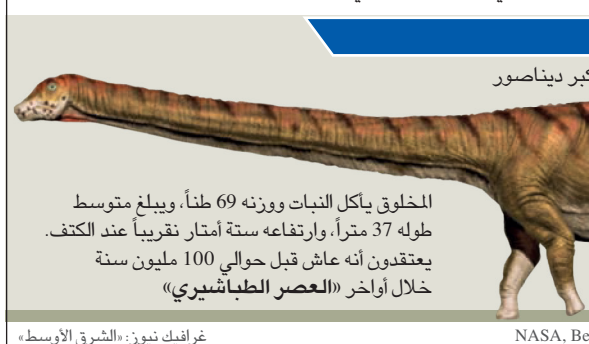 كبر ديناصور
المخلوق يأكل النبات ووزنه 69 طناً، ويبلغ متوسط
طوله 37 متراً، وارتفاعه ستة أمتار تقريباً عند الكتف.
يعتقدون أنه عاش قبل حوالي 100 مليون سنة
خلال أواخر «العصر الطباشيري»
NASA, Be
غرافيك نيوز: «الشرق الأوسط»